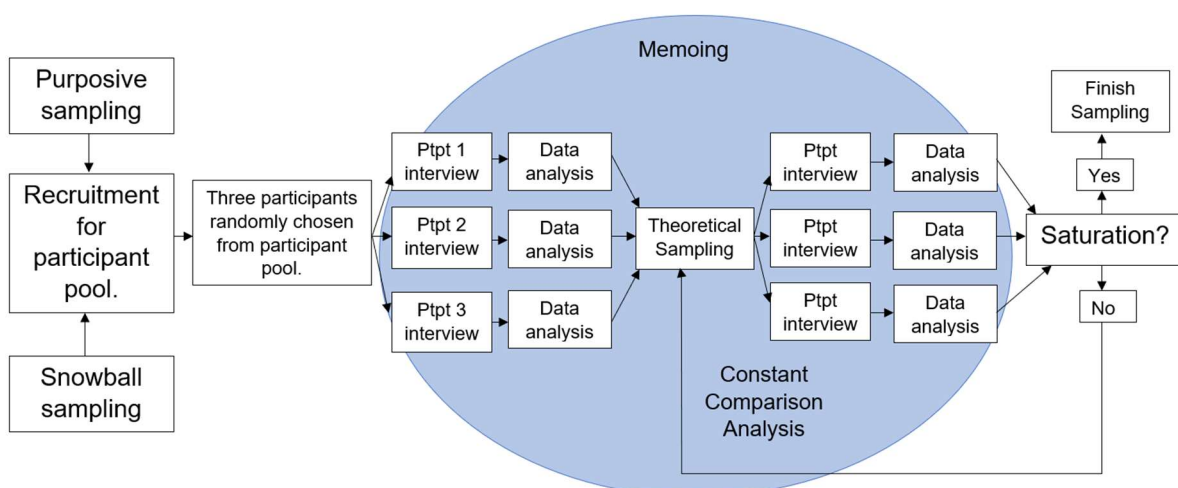 Purposive
sampling
Recruitment
for
participant
pool.
Snowball
sampling
Three participants
randomly chosen
from participant
pool.
Memoing
Ptpt 1
interview
Data
analysis
Ptpt 2
interview
Data
analysis
Ptpt 3
interview
Data
analysis
Theoretical
Sampling
Ptpt
interview
Data
analysis
Ptpt
interview
Data
analysis
Ptpt
interview
Data
analysis
Constant
Comparison
Analysis
Finish
Sampling
Yes
Saturation?
No